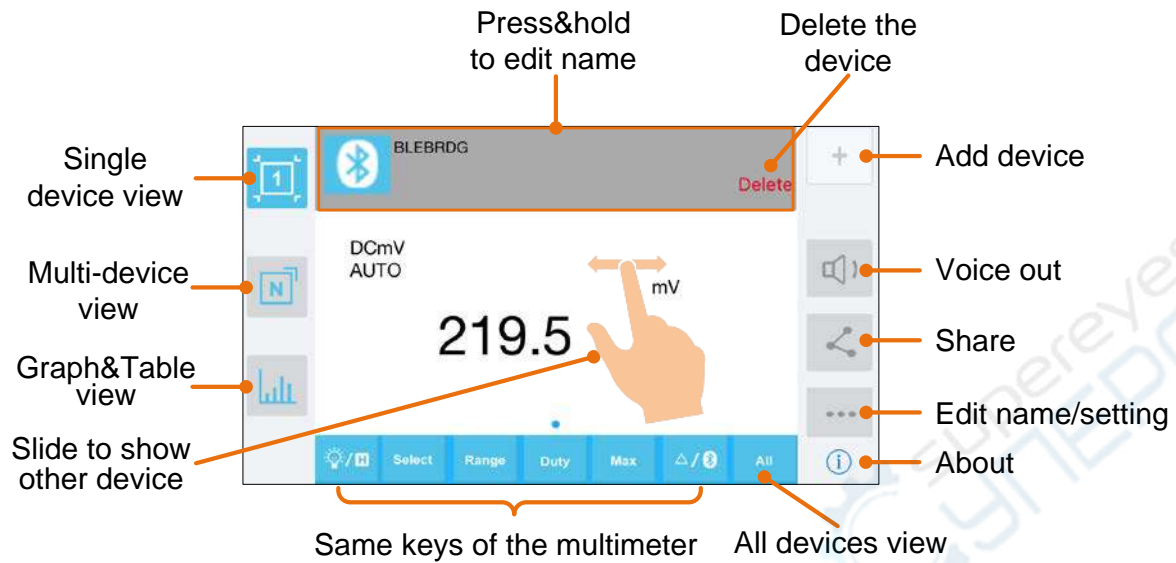 Press&hold
to edit name
Delete the
device
Single
device view
Multi-device
view
Graph&Table
view
Slide to show
other device
1
N
BLEBRDG
Delete
DCmV
AUTO
mV
219.5
/H
Select
Range
Duty
Max
△/
All
+
Add device
Voice out
Share
Edit name/setting
i
About
Same keys of the multimeter
All devices view